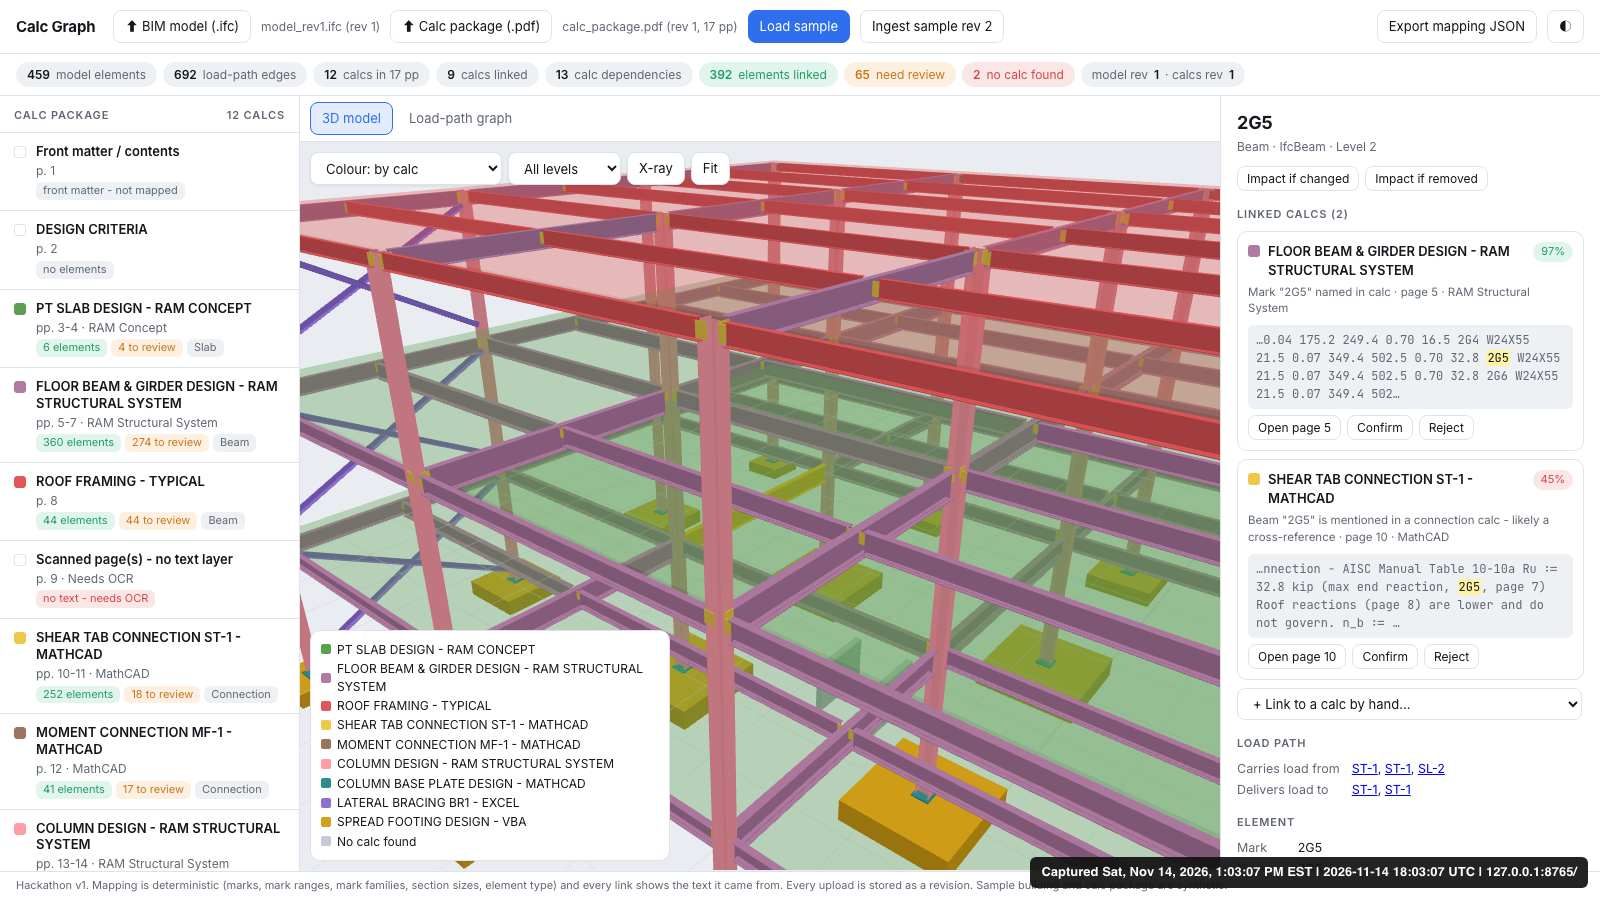 Calc Graph
BIM model (.ifc)
model_rev1.ifc (rev 1)
Calc package (.pdf)
calc_package.pdf (rev 1, 17 pp)
Load sample
Ingest sample rev 2
Export mapping JSON
459 model elements
692 load-path edges
12 calcs in 17 pp
9 calcs linked
13 calc dependencies
392 elements linked
65 need review
2 no calc found
model rev 1 · calcs rev 1
CALC PACKAGE
12 CALCS
Front matter / contents
p. 1
front matter - not mapped
DESIGN CRITERIA
p. 2
no elements
PT SLAB DESIGN - RAM CONCEPT
pp. 3-4 · RAM Concept
6 elements
4 to review
Slab
FLOOR BEAM & GIRDER DESIGN - RAM
STRUCTURAL SYSTEM
pp. 5-7 · RAM Structural System
360 elements
274 to review
Beam
ROOF FRAMING - TYPICAL
p. 8
44 elements
44 to review
Beam
Scanned page(s) - no text layer
p. 9 · Needs OCR
no text - needs OCR
SHEAR TAB CONNECTION ST-1 -
MATHCAD
pp. 10-11 · MathCAD
252 elements
18 to review
Connection
MOMENT CONNECTION MF-1 -
MATHCAD
p. 12 · MathCAD
41 elements
17 to review
Connection
COLUMN DESIGN - RAM STRUCTURAL
SYSTEM
pp. 13-14 · RAM Structural System
3D model
Load-path graph
Colour: by calc
All levels
X-ray
Fit
PT SLAB DESIGN - RAM CONCEPT
FLOOR BEAM & GIRDER DESIGN - RAM STRUCTURAL
SYSTEM
ROOF FRAMING - TYPICAL
SHEAR TAB CONNECTION ST-1 - MATHCAD
MOMENT CONNECTION MF-1 - MATHCAD
COLUMN DESIGN - RAM STRUCTURAL SYSTEM
COLUMN BASE PLATE DESIGN - MATHCAD
LATERAL BRACING BR1 - EXCEL
SPREAD FOOTING DESIGN - VBA
No calc found
2G5
Beam · IfcBeam · Level 2
Impact if changed
Impact if removed
LINKED CALCS (2)
FLOOR BEAM & GIRDER DESIGN - RAM
STRUCTURAL SYSTEM
97%
Mark "2G5" named in calc · page 5 · RAM Structural
System
…0.04 175.2 249.4 0.70 16.5 2G4 W24X55
21.5 0.07 349.4 502.5 0.70 32.8 2G5 W24X55
21.5 0.07 349.4 502.5 0.70 32.8 2G6 W24X55
21.5 0.07 349.4 502…
Open page 5
Confirm
Reject
SHEAR TAB CONNECTION ST-1 -
MATHCAD
45%
Beam "2G5" is mentioned in a connection calc - likely a
cross-reference · page 10 · MathCAD
…nnection - AISC Manual Table 10-10a Ru :=
32.8 kip (max end reaction, 2G5, page 7)
Roof reactions (page 8) are lower and do
not govern. n_b := …
Open page 10
Confirm
Reject
+ Link to a calc by hand...
LOAD PATH
Carries load from ST-1, ST-1, SL-2
Delivers load to ST-1, ST-1
ELEMENT
Mark 2G5
Captured Sat, Nov 14, 2026, 1:03:07 PM EST | 2026-11-14 18:03:07 UTC | 127.0.0.1:8765/
Hackathon v1. Mapping is deterministic (marks, mark ranges, mark families, section sizes, element type) and every link shows the text it came from. Every upload is stored as a revision. Sample building and calc package are synthetic.